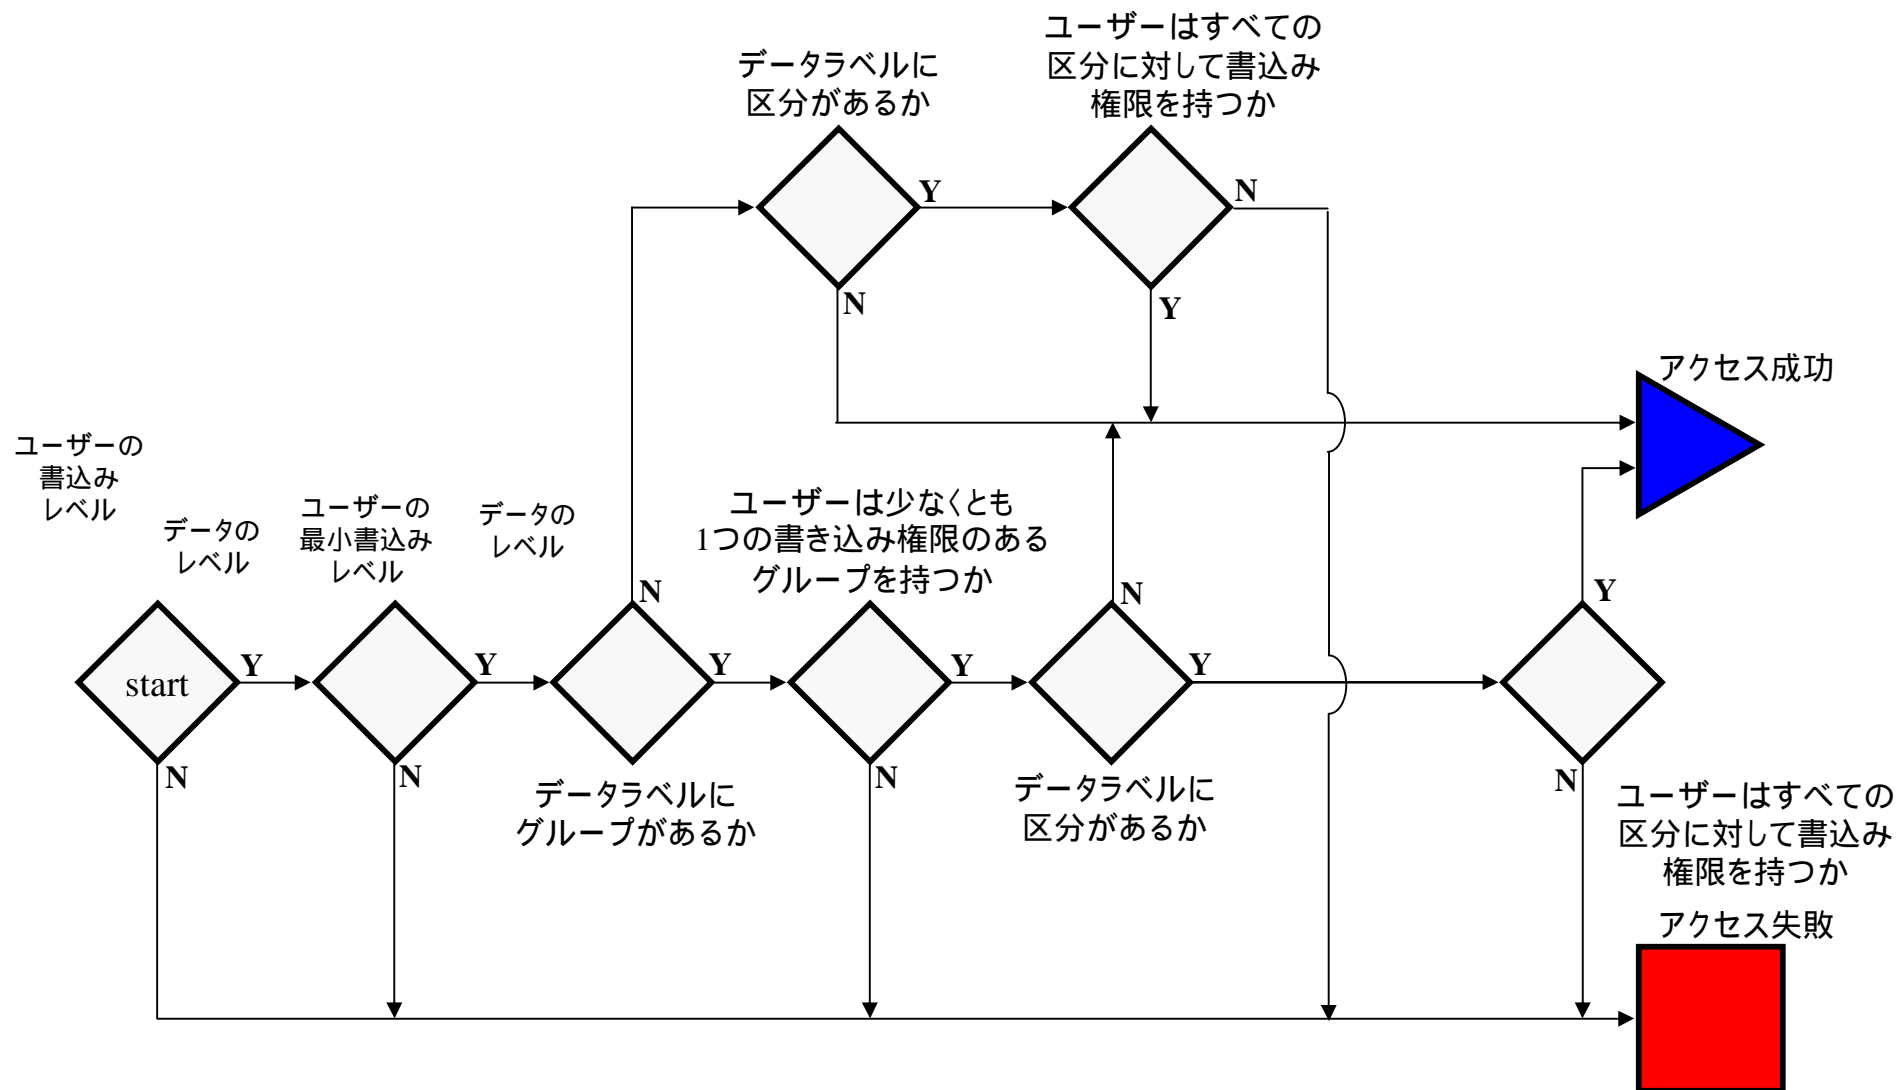 ユーザーはすべての
区分に対して書込み
権限を持つか
データラベルに
区分があるか
Y
N
N
Y
アクセス成功
ユーザーの
書込み
レベル
データの
レベル
ユーザーの
最小書込み
レベル
データの
レベル
ユーザーは少なくとも
1つの書き込み権限のある
グループを持つか
N
N
Y
start
Y
Y
Y
Y
Y
N
N
N
N
データラベルに
グループがあるか
データラベルに
区分があるか
ユーザーはすべての
区分に対して書込み
権限を持つか
アクセス失敗